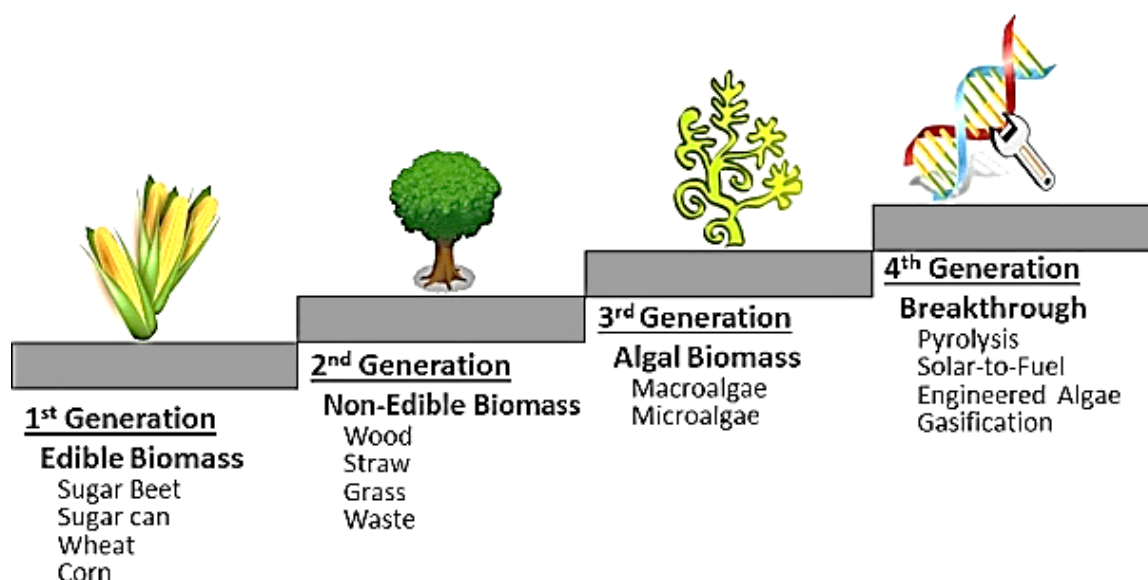 1st Generation
Edible Biomass
Sugar Beet
Sugar can
Wheat
Corn
2nd Generation
Non-Edible Biomass
Wood
Straw
Grass
Waste
3rd Generation
Algal Biomass
Macroalgae
Microalgae
4th Generation
Breakthrough
Pyrolysis
Solar-to-Fuel
Engineered Algae
Gasification